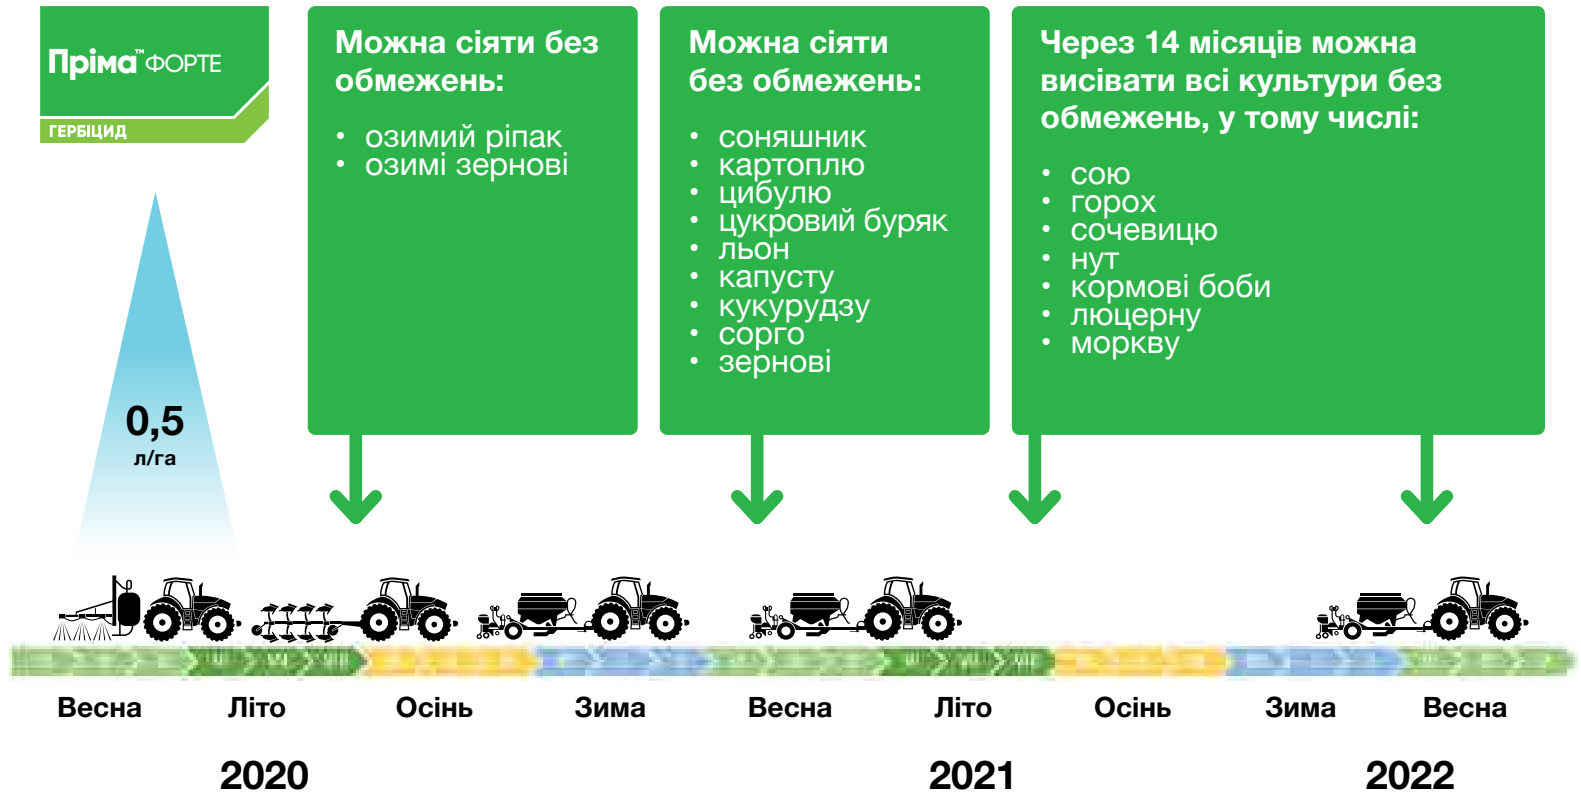 Пріма™ ФОРТЕ
ГЕРБІЦИД
0,5
л/га
Можна сіяти без
обмежень:
• озимий ріпак
• озимі зернові
Можна сіяти
без обмежень:
• соняшник
• картоплю
• цибулю
• цукровий буряк
• льон
• капусту
• кукурудзу
• сорго
• зернові
Через 14 місяців можна
висівати всі культури без
обмежень, у тому числі:
• сою
• горох
• сочевицю
• нут
• кормові боби
• люцерну
• моркву
Весна Літо Осінь Зима Весна Літо Осінь Зима Весна
2020 2021 2022